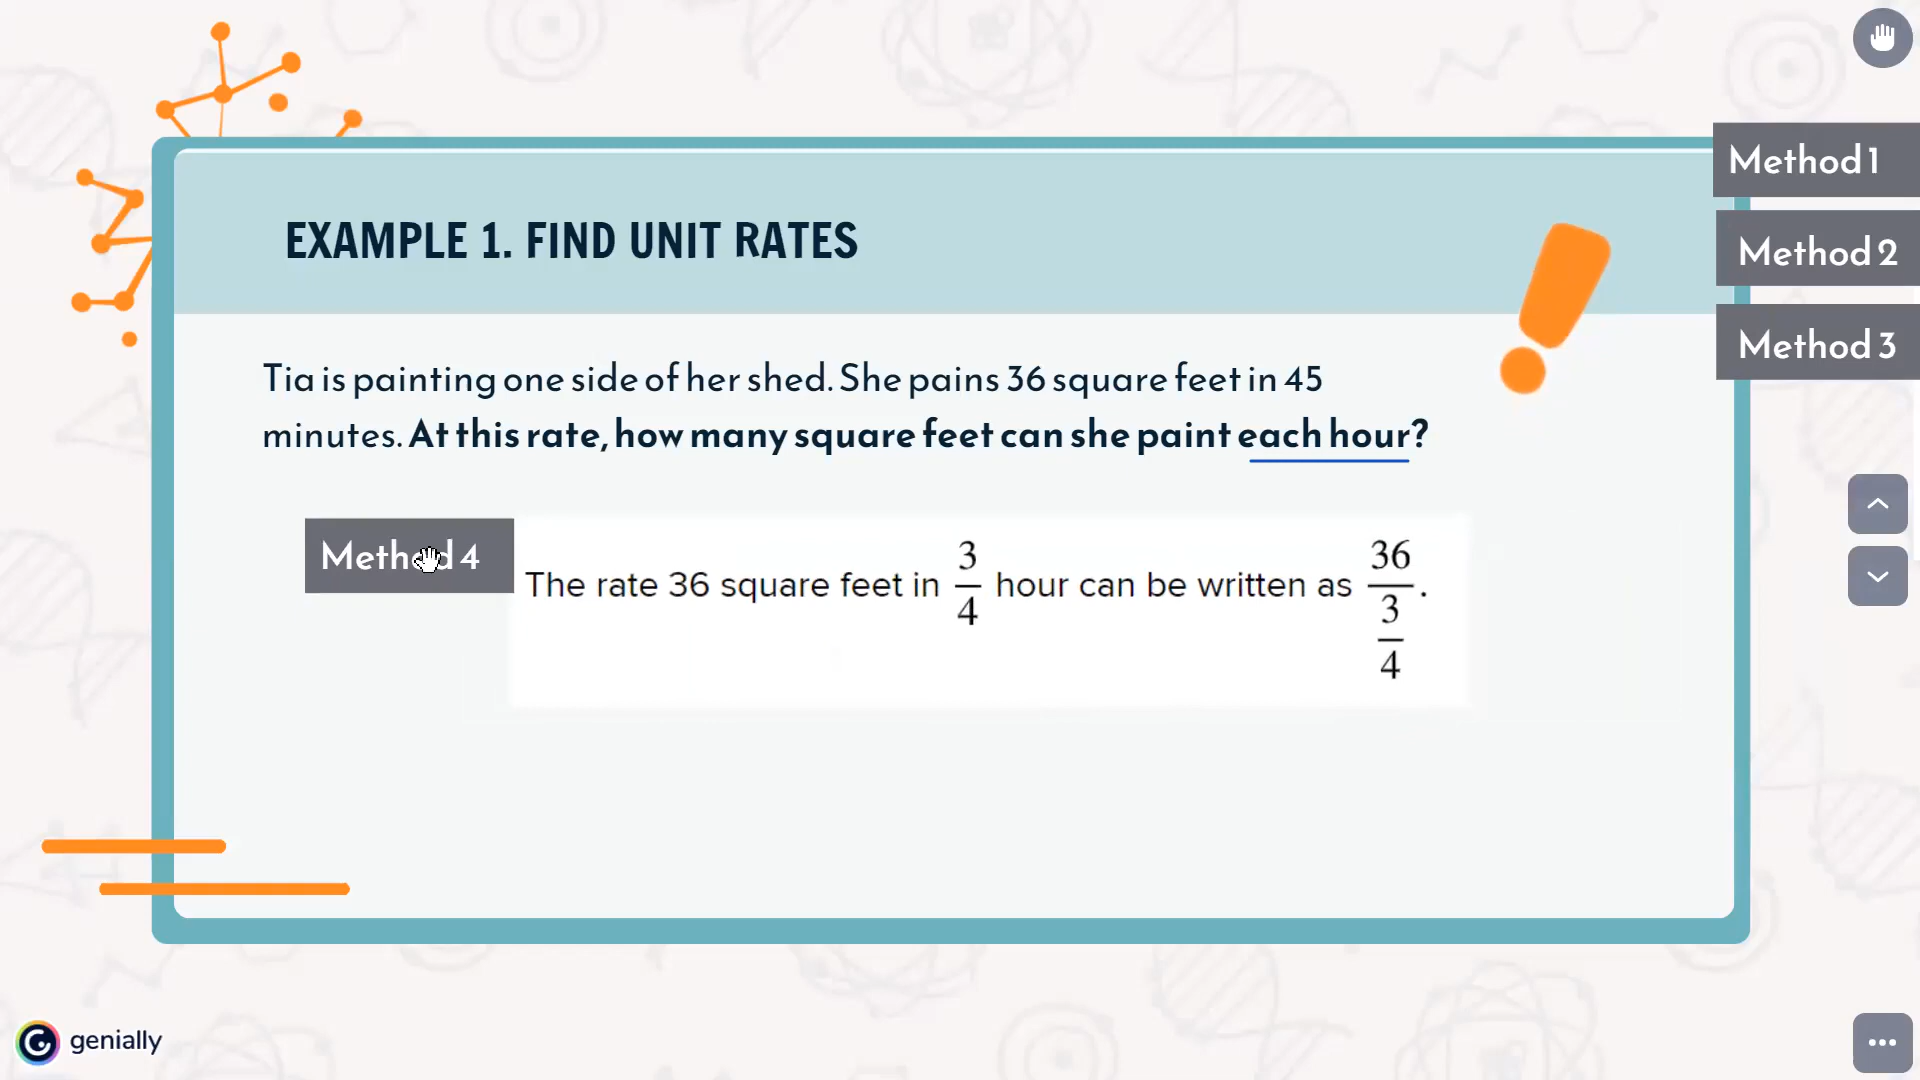 EXAMPLE 1. FIND UNIT RATES
Tia is painting one side of her shed. She pains 36 square feet in 45
minutes. At this rate, how many square feet can she paint each hour?
Method 1
Method 2
Method 3
Method 4
The rate 36 square feet in 3/4 hour can be written as 36/(3/4).
genially